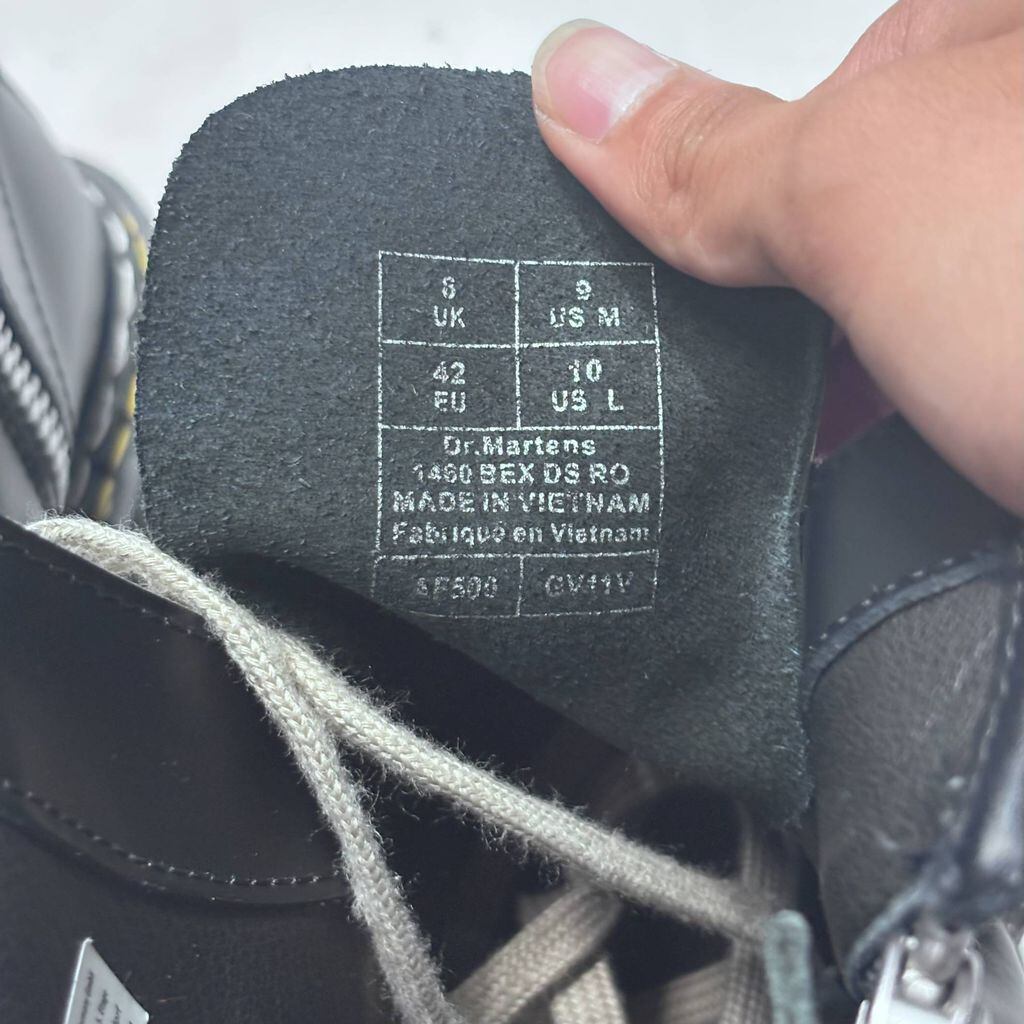 8
UK
9
US M
42
EU
10
US L
Dr.Martens
1460 BEX DS RO
MADE IN VIETNAM
Fabriqué en Vietnam
GV11V